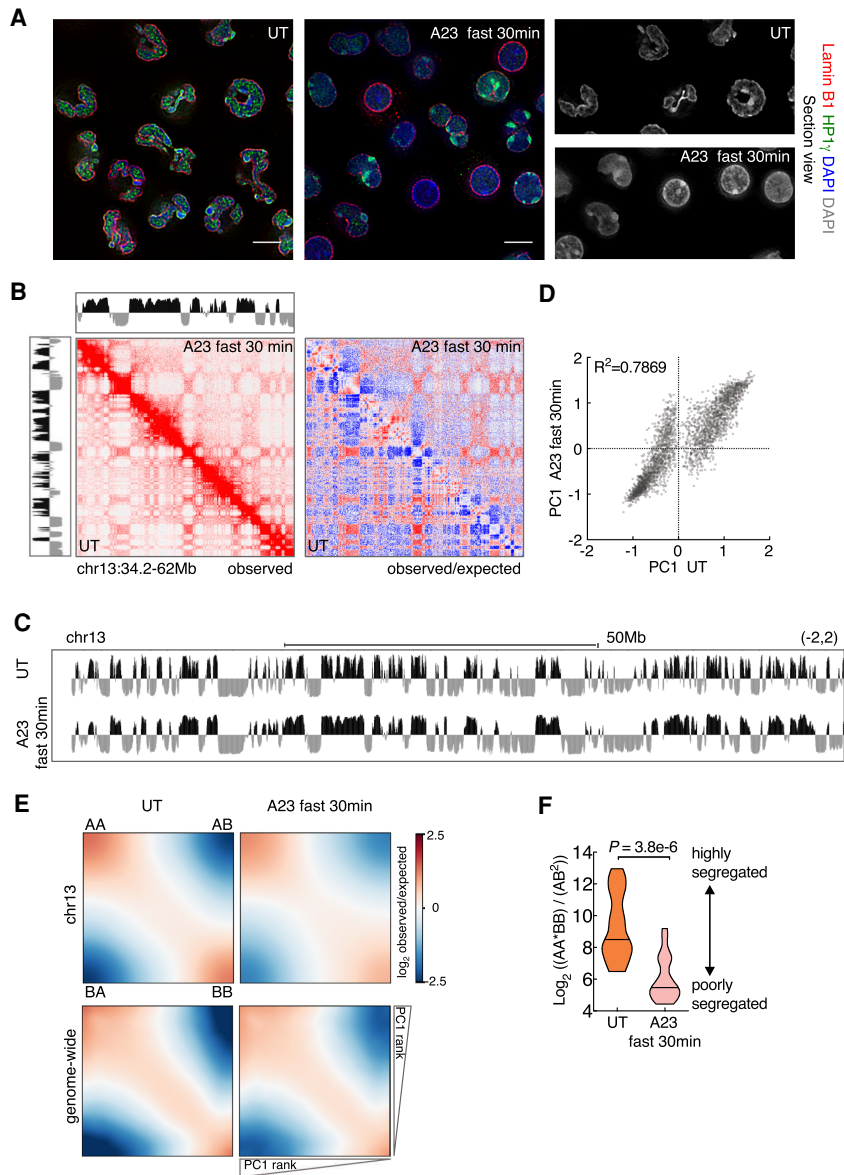 A
UT
A23 fast 30min
UT
A23 fast 30min
Lamin B1 HP1γ DAPI DAPI
Section view
B
A23 fast 30 min
UT
chr13:34.2-62Mb observed
A23 fast 30 min
UT
observed/expected
D
R²=0.7869
PC1 A23 fast 30min
2
1
0
-1
-2
-2 -1 0 1 2
PC1 UT
C
chr13
50Mb
(-2,2)
UT
A23
fast 30min
E
UT
A23 fast 30min
AA AB
chr13
2.5
0
-2.5
log₂ observed/expected
BA BB
genome-wide
PC1 rank
PC1 rank
F
P = 3.8e-6
Log₂ ((AA*BB) / (AB²))
14
12
10
8
6
4
highly
segregated
poorly
segregated
UT A23
fast 30min